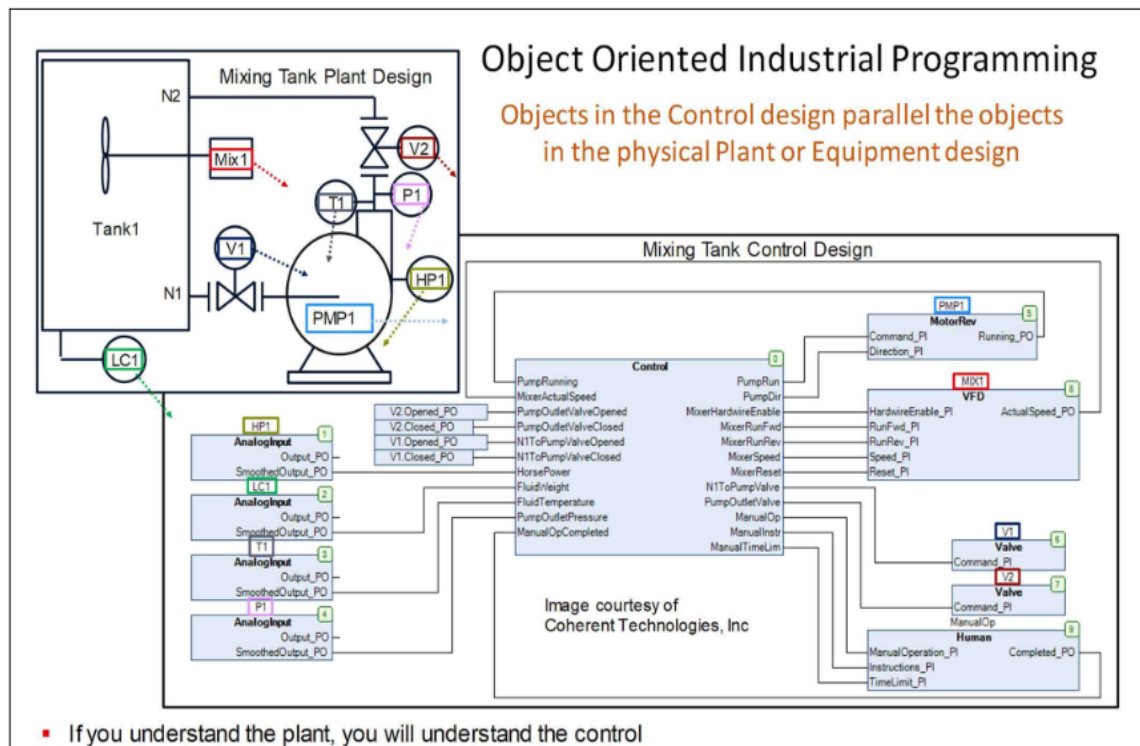 Object Oriented Industrial Programming
Objects in the Control design parallel the objects
in the physical Plant or Equipment design
Mixing Tank Plant Design
N2
Mix1
V2
T1
P1
Tank1
V1
HP1
N1
PMP1
LC1
Mixing Tank Control Design
PMP1
5
MotorRev
Command_PI
Running_PO
Direction_PI
0
Control
PumpRunning
PumpRun
MixerActualSpeed
PumpDir
PumpOutletValveOpened
MixerHardwireEnable
PumpOutletValveClosed
MixerRunFwd
N1ToPumpValveOpened
MixerRunRev
N1ToPumpValveClosed
MixerSpeed
HorsePower
MixerReset
FluidWeight
N1ToPumpValve
FluidTemperature
PumpOutletValve
PumpOutletPressure
ManualOp
ManualOpCompleted
ManualInstr
ManualTimeLim
V2.Opened_PO
V2.Closed_PO
V1.Opened_PO
V1.Closed_PO
MIX1
8
VFD
HardwireEnable_PI
ActualSpeed_PO
RunFwd_PI
RunRev_PI
Speed_PI
Reset_PI
HP1
1
AnalogInput
Output_PO
SmoothedOutput_PO
LC1
2
AnalogInput
Output_PO
SmoothedOutput_PO
T1
3
AnalogInput
Output_PO
SmoothedOutput_PO
P1
4
AnalogInput
Output_PO
SmoothedOutput_PO
V1
6
Valve
Command_PI
V2
7
Valve
Command_PI
ManualOp
9
Human
ManualOperation_PI
Completed_PO
Instructions_PI
TimeLimit_PI
Image courtesy of
Coherent Technologies, Inc
▪ If you understand the plant, you will understand the control